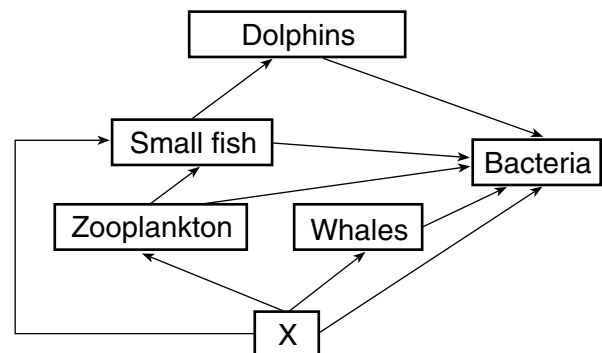 Dolphins
Small fish
Bacteria
Zooplankton
Whales
X